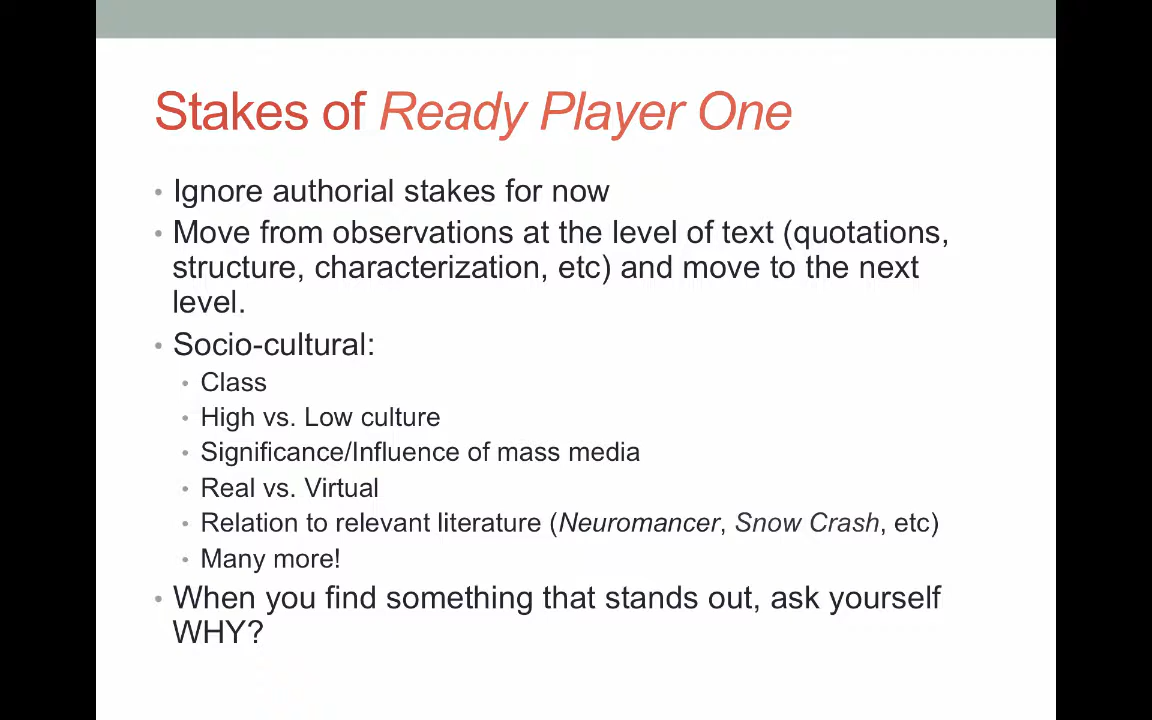 Stakes of Ready Player One
• Ignore authorial stakes for now
• Move from observations at the level of text (quotations,
structure, characterization, etc) and move to the next
level.
• Socio-cultural:
• Class
• High vs. Low culture
• Significance/Influence of mass media
• Real vs. Virtual
• Relation to relevant literature (Neuromancer, Snow Crash, etc)
• Many more!
• When you find something that stands out, ask yourself
WHY?